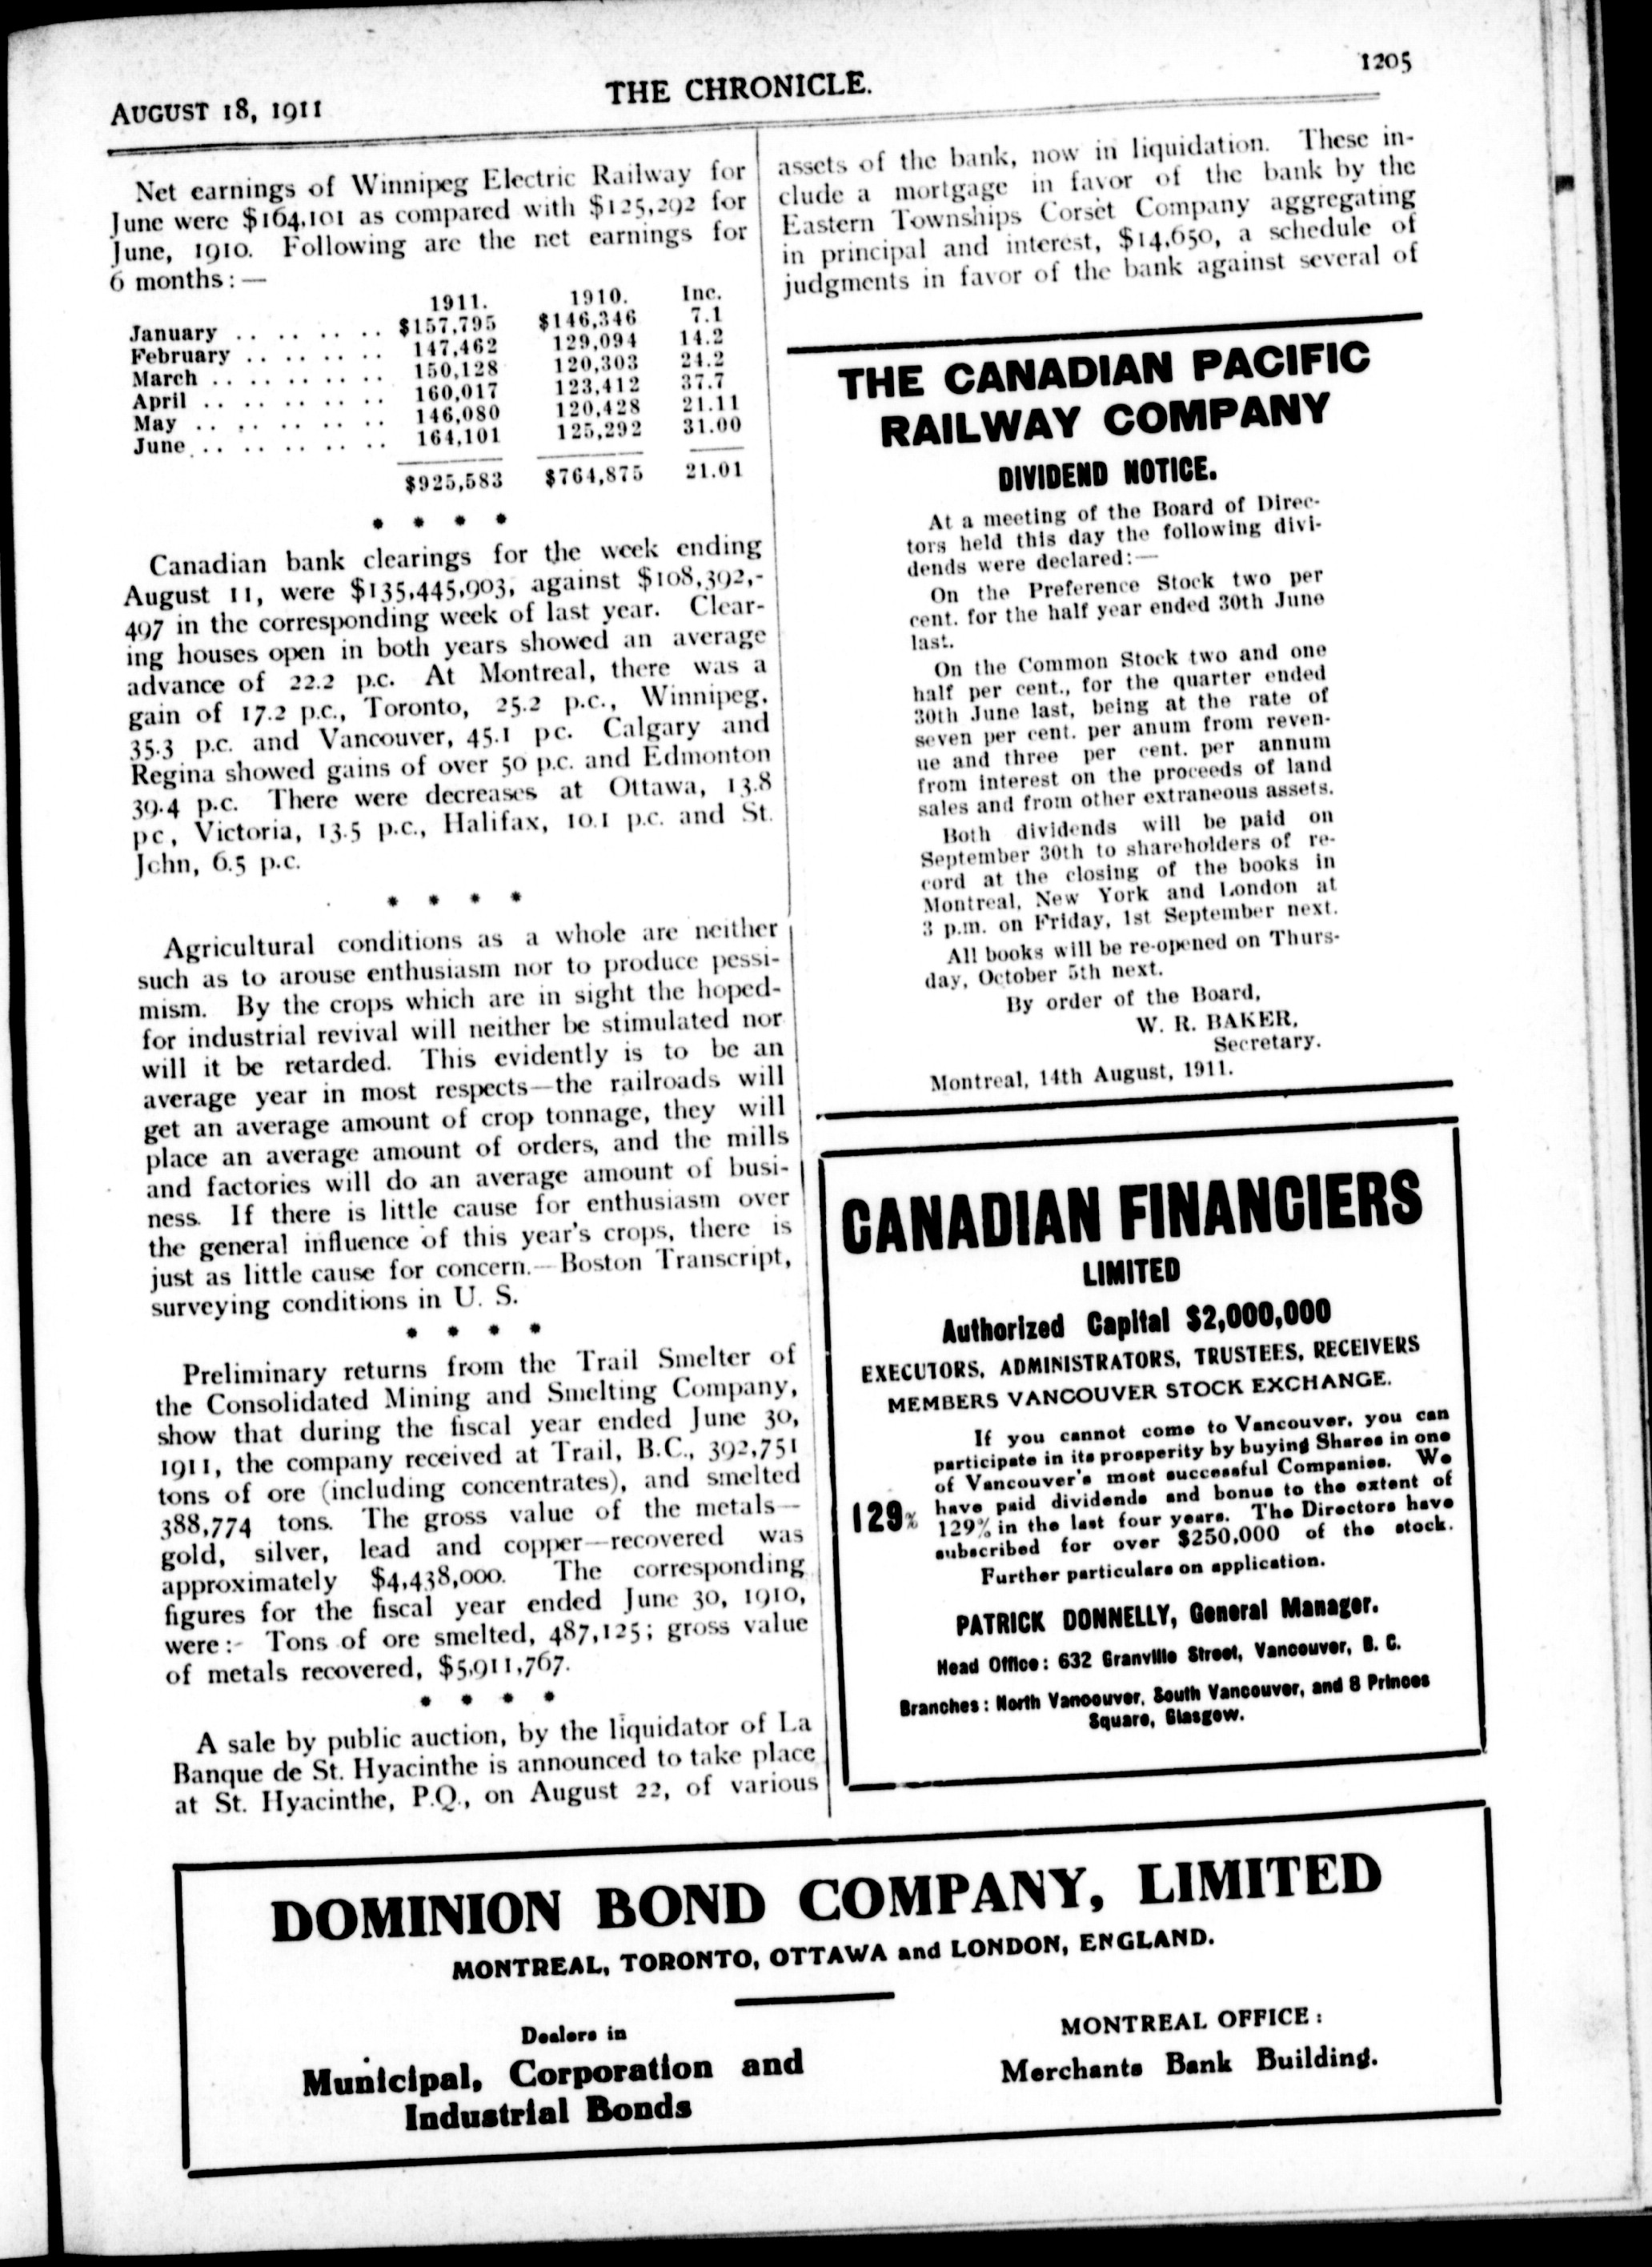 AUGUST 18, 1911
THE CHRONICLE.
1205
Net earnings of Winnipeg Electric Railway for
June were $164,101 as compared with $125,292 for
June, 1910. Following are the net earnings for
6 months:—
1911. 1910. Inc.
January . . . . . . . . $157,795 $146,346 7.1
February . . . . . . . 147,462 129,094 14.2
March . . . . . . . . . 150,128 120,303 24.2
April . . . . . . . . . 160,017 123,412 37.7
May . . . . . . . . . 146,080 120,428 21.11
June . . . . . . . . . 164,101 125,292 31.00
$925,583 $764,875 21.01
* * * *
Canadian bank clearings for the week ending
August 11, were $135,445,903, against $108,392,-
497 in the corresponding week of last year. Clear-
ing houses open in both years showed an average
advance of 22.2 p.c. At Montreal, there was a
gain of 17.2 p.c., Toronto, 25.2 p.c., Winnipeg,
35.3 p.c. and Vancouver, 45.1 pc. Calgary and
Regina showed gains of over 50 p.c. and Edmonton
39.4 p.c. There were decreases at Ottawa, 13.8
pc, Victoria, 13.5 p.c., Halifax, 10.1 p.c. and St.
John, 6.5 p.c.
* * * *
Agricultural conditions as a whole are neither
such as to arouse enthusiasm nor to produce pessi-
mism. By the crops which are in sight the hoped-
for industrial revival will neither be stimulated nor
will it be retarded. This evidently is to be an
average year in most respects—the railroads will
get an average amount of crop tonnage, they will
place an average amount of orders, and the mills
and factories will do an average amount of busi-
ness. If there is little cause for enthusiasm over
the general influence of this year's crops, there is
just as little cause for concern.—Boston Transcript,
surveying conditions in U. S.
* * * *
Preliminary returns from the Trail Smelter of
the Consolidated Mining and Smelting Company,
show that during the fiscal year ended June 30,
1911, the company received at Trail, B.C., 392,751
tons of ore (including concentrates), and smelted
388,774 tons. The gross value of the metals—
gold, silver, lead and copper—recovered was
approximately $4,438,000. The corresponding
figures for the fiscal year ended June 30, 1910,
were:- Tons of ore smelted, 487,125; gross value
of metals recovered, $5,911,767.
* * * *
A sale by public auction, by the liquidator of La
Banque de St. Hyacinthe is announced to take place
at St. Hyacinthe, P.Q., on August 22, of various
assets of the bank, now in liquidation. These in-
clude a mortgage in favor of the bank by the
Eastern Townships Corset Company aggregating
in principal and interest, $14,650, a schedule of
judgments in favor of the bank against several of
THE CANADIAN PACIFIC
RAILWAY COMPANY
DIVIDEND NOTICE.
At a meeting of the Board of Direc-
tors held this day the following divi-
dends were declared:—
On the Preference Stock two per
cent. for the half year ended 30th June
last.
On the Common Stock two and one
half per cent., for the quarter ended
30th June last, being at the rate of
seven per cent. per anum from reven-
ue and three per cent. per annum
from interest on the proceeds of land
sales and from other extraneous assets.
Both dividends will be paid on
September 30th to shareholders of re-
cord at the closing of the books in
Montreal, New York and London at
3 p.m. on Friday, 1st September next.
All books will be re-opened on Thurs-
day, October 5th next.
By order of the Board,
W. R. BAKER,
Secretary.
Montreal, 14th August, 1911.
CANADIAN FINANCIERS
LIMITED
Authorized Capital $2,000,000
EXECUTORS, ADMINISTRATORS, TRUSTEES, RECEIVERS
MEMBERS VANCOUVER STOCK EXCHANGE.
If you cannot come to Vancouver, you can
participate in its prosperity by buying Shares in one
of Vancouver's most successful Companies. We
have paid dividends and bonus to the extent of
129% 129% in the last four years. The Directors have
subscribed for over $250,000 of the stock.
Further particulars on application.
PATRICK DONNELLY, General Manager.
Head Office: 632 Granville Street, Vancouver, B. C.
Branches: North Vancouver, South Vancouver, and 8 Princes
Square, Glasgow.
DOMINION BOND COMPANY, LIMITED
MONTREAL, TORONTO, OTTAWA and LONDON, ENGLAND.
Dealers in
Municipal, Corporation and
Industrial Bonds
MONTREAL OFFICE:
Merchants Bank Building.